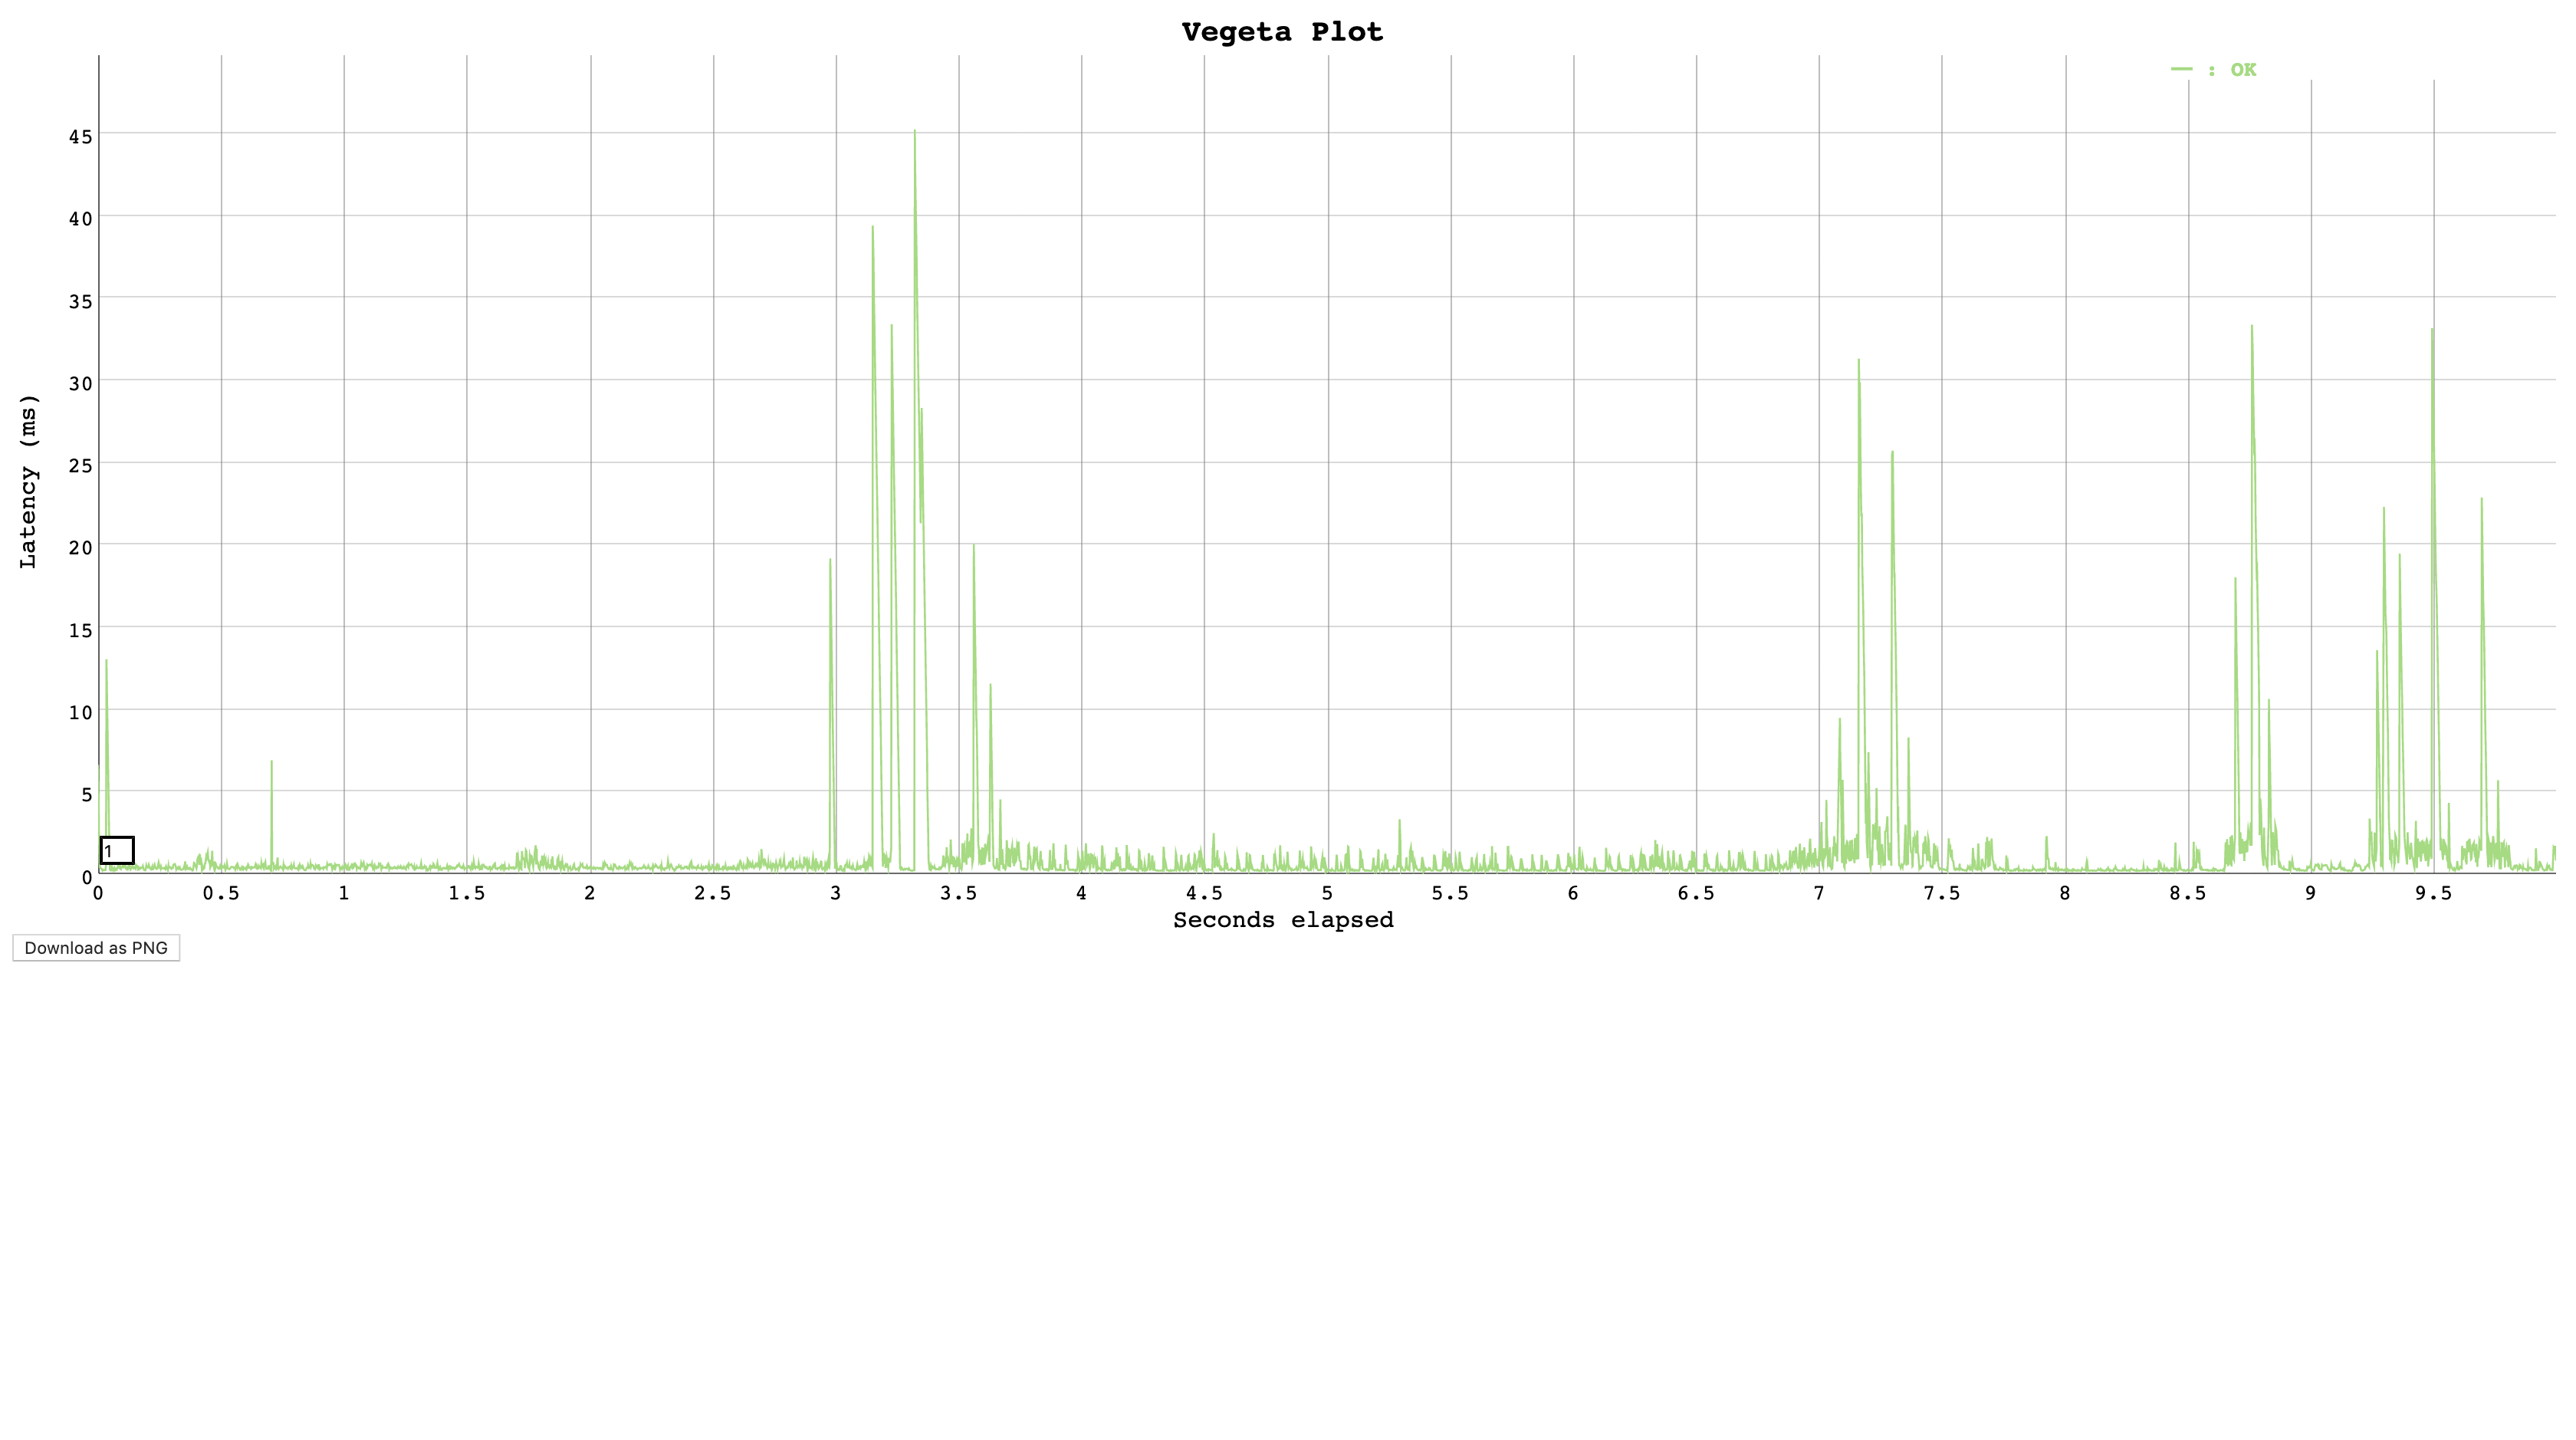 Vegeta Plot
— : OK
Latency (ms)
45
40
35
30
25
20
15
10
5
0
1
0 0.5 1 1.5 2 2.5 3 3.5 4 4.5 5 5.5 6 6.5 7 7.5 8 8.5 9 9.5
Seconds elapsed
Download as PNG